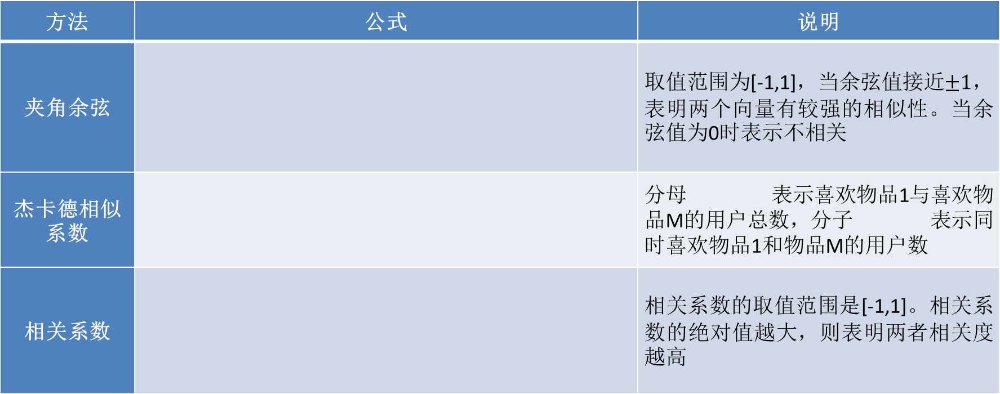 方法 公式 说明
夹角余弦
取值范围为[-1,1]，当余弦值接近±1，
表明两个向量有较强的相似性。当余
弦值为0时表示不相关
杰卡德相似
系数
分母 表示喜欢物品1与喜欢物
品M的用户总数，分子 表示同
时喜欢物品1和物品M的用户数
相关系数
相关系数的取值范围是[-1,1]。相关系
数的绝对值越大，则表明两者相关度
越高